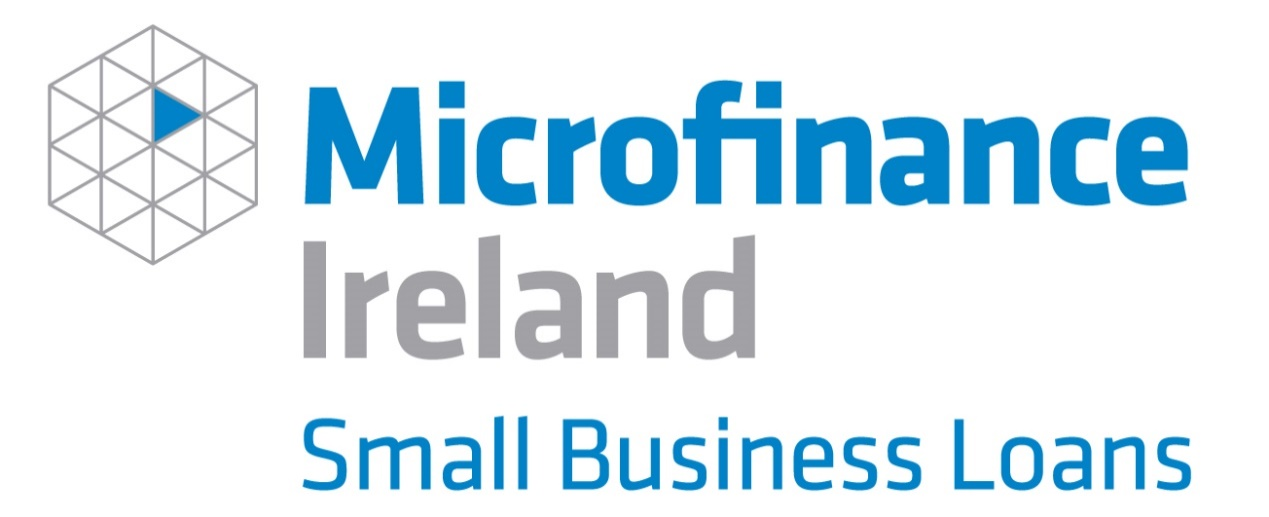 Microfinance
Ireland
Small Business Loans